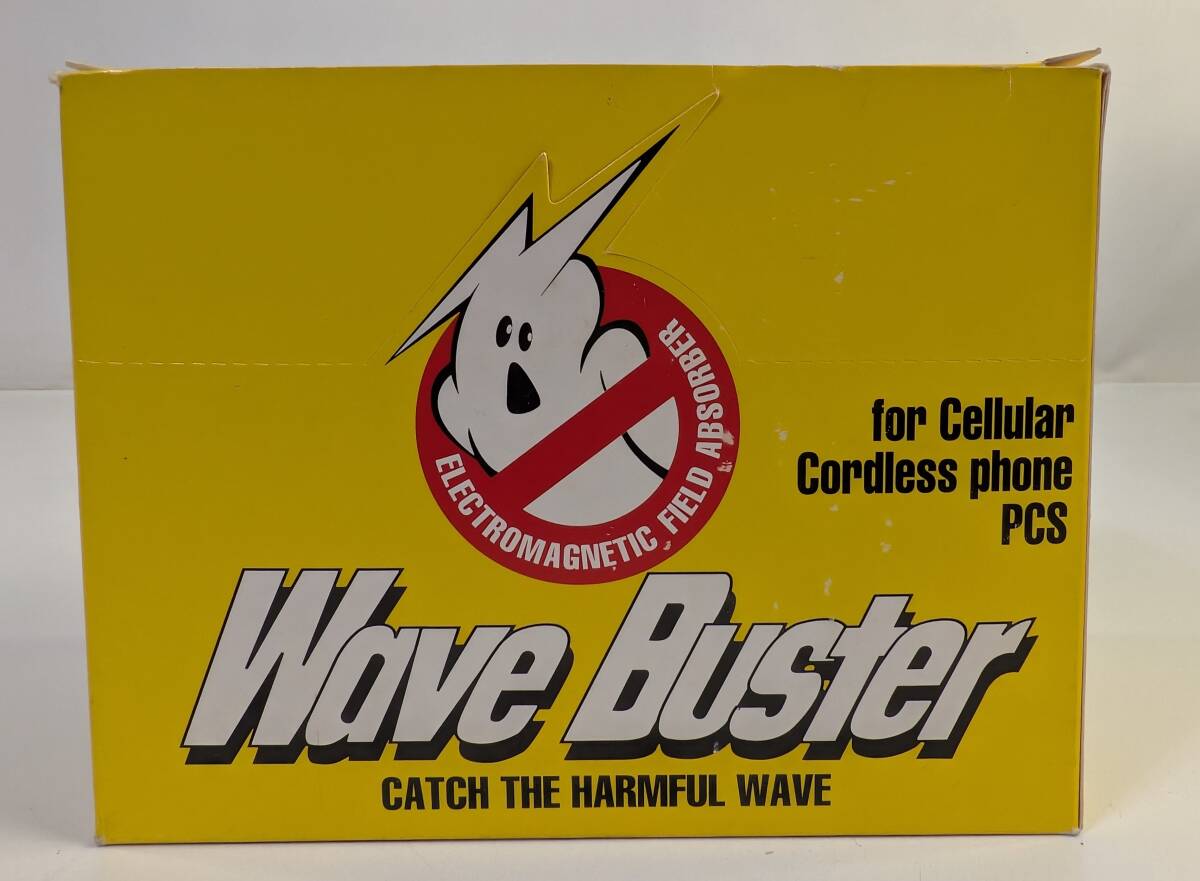 ELECTROMAGNETIC FIELD ABSORBER
for Cellular
Cordless phone
PCS
Wave Buster
CATCH THE HARMFUL WAVE